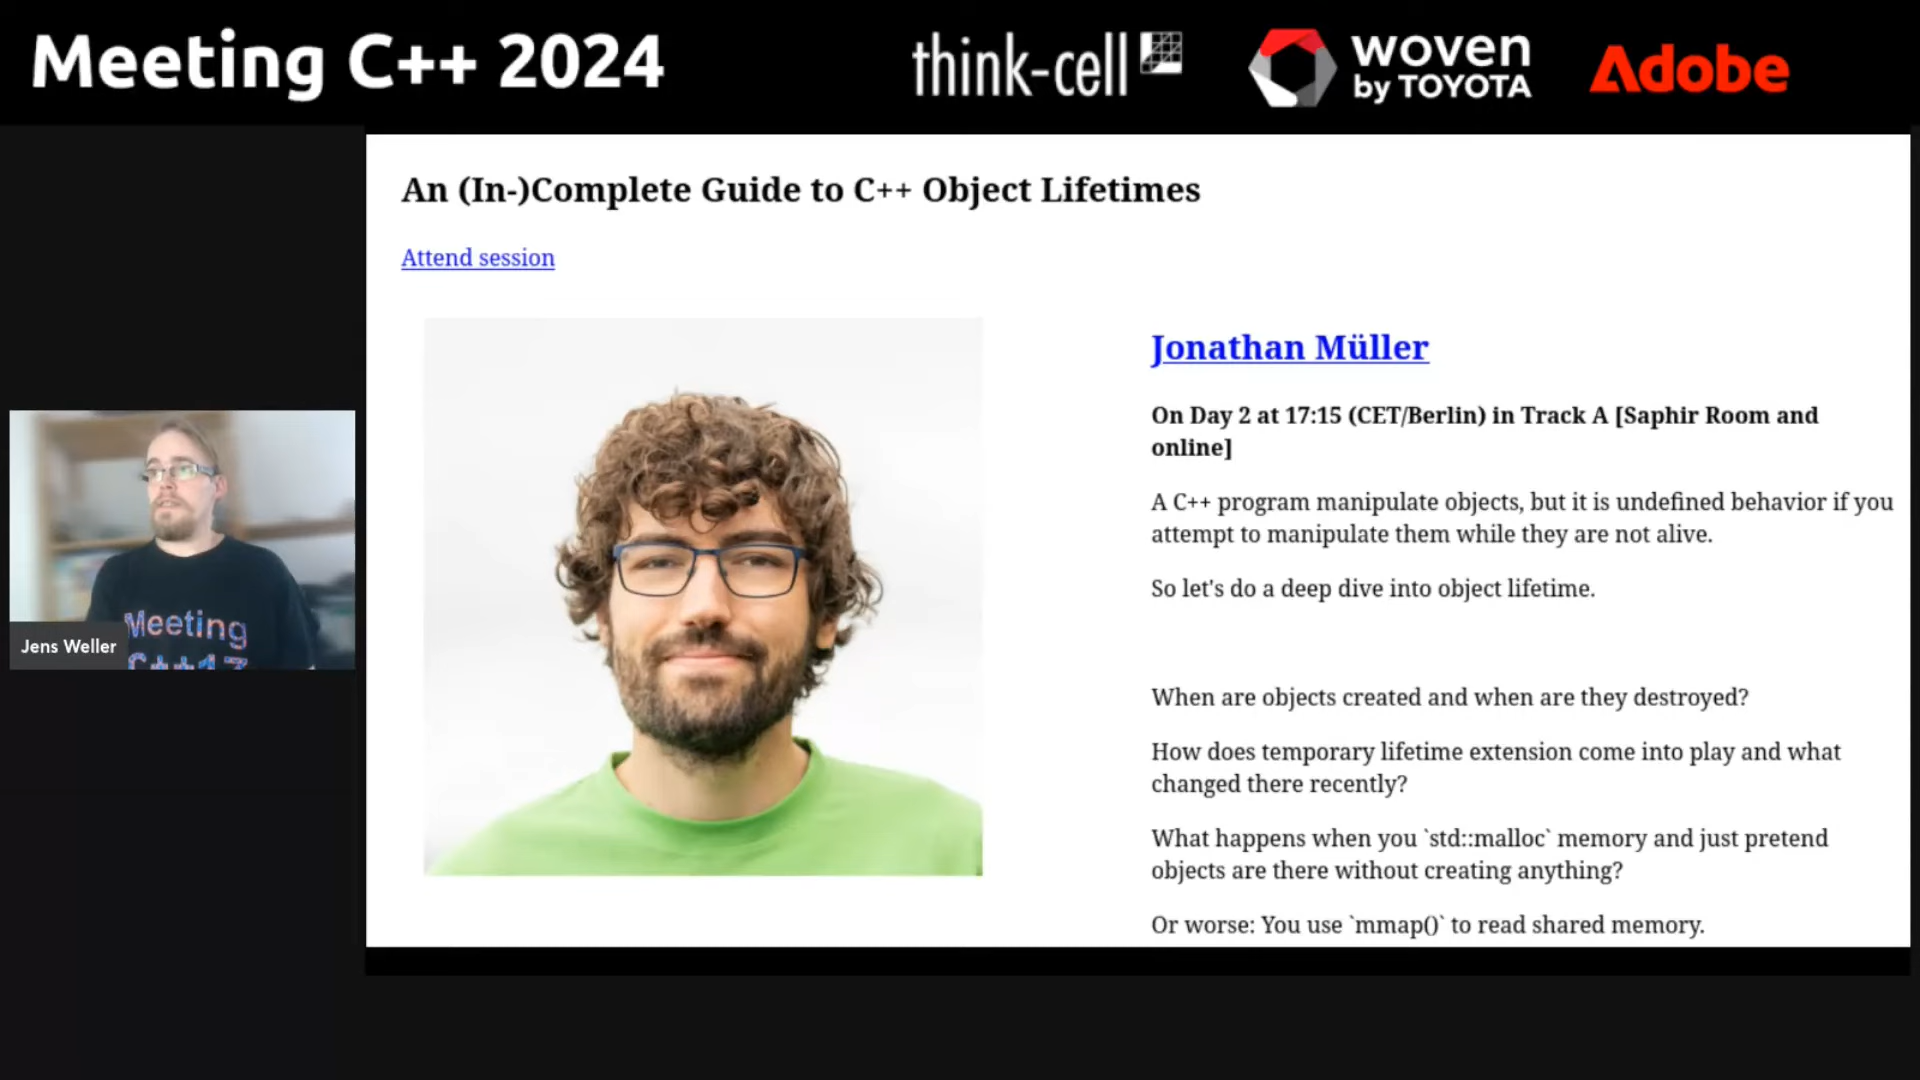 Meeting C++ 2024
think-cell
woven
by TOYOTA
Adobe
An (In-)Complete Guide to C++ Object Lifetimes
Attend session
Jonathan Müller
On Day 2 at 17:15 (CET/Berlin) in Track A [Saphir Room and
online]
A C++ program manipulate objects, but it is undefined behavior if you
attempt to manipulate them while they are not alive.
So let's do a deep dive into object lifetime.
When are objects created and when are they destroyed?
How does temporary lifetime extension come into play and what
changed there recently?
What happens when you `std::malloc` memory and just pretend
objects are there without creating anything?
Or worse: You use `mmap()` to read shared memory.
Meeting
C++17
Jens Weller